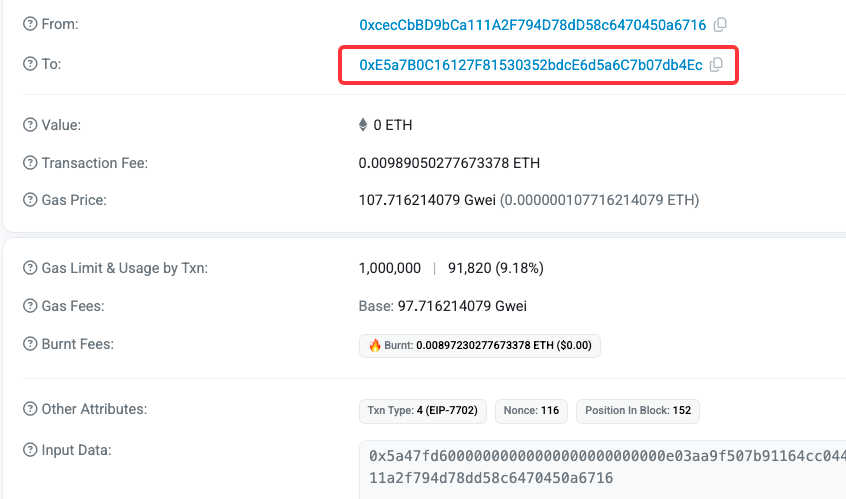 From: 0xcecCbBD9bCa111A2F794D78dD58c6470450a6716
To: 0xE5a7B0C16127F81530352bdcE6d5a6C7b07db4Ec
Value: 0 ETH
Transaction Fee: 0.00989050277673378 ETH
Gas Price: 107.716214079 Gwei (0.000000107716214079 ETH)
Gas Limit & Usage by Txn: 1,000,000 | 91,820 (9.18%)
Gas Fees: Base: 97.716214079 Gwei
Burnt Fees: 🔥 Burnt: 0.00897230277673378 ETH ($0.00)
Other Attributes: Txn Type: 4 (EIP-7702) Nonce: 116 Position In Block: 152
Input Data: 0x5a47fd600000000000000000000000000e03aa9f507b91164cc044
11a2f794d78dd58c6470450a6716